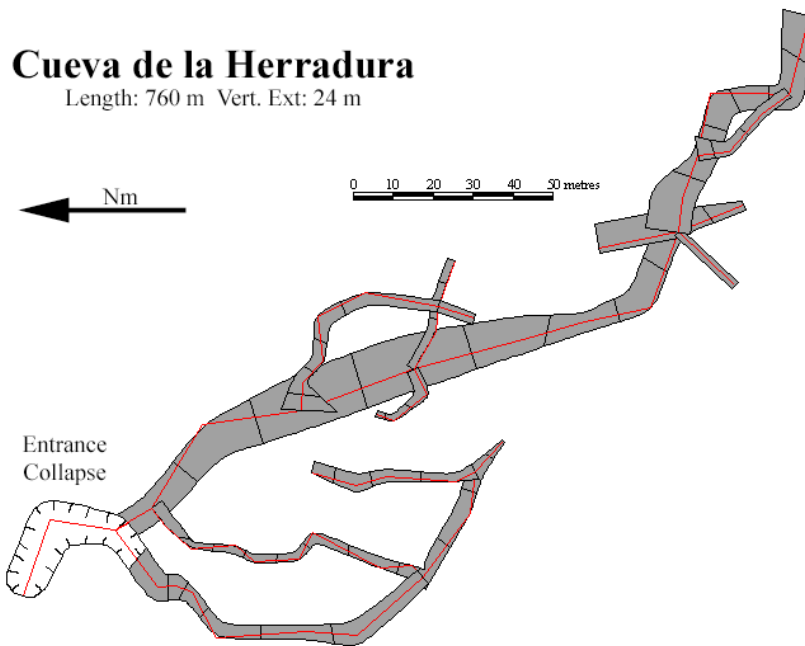 Cueva de la Herradura
Length: 760 m  Vert. Ext: 24 m
Nm
0 10 20 30 40 50 metres
Entrance
Collapse